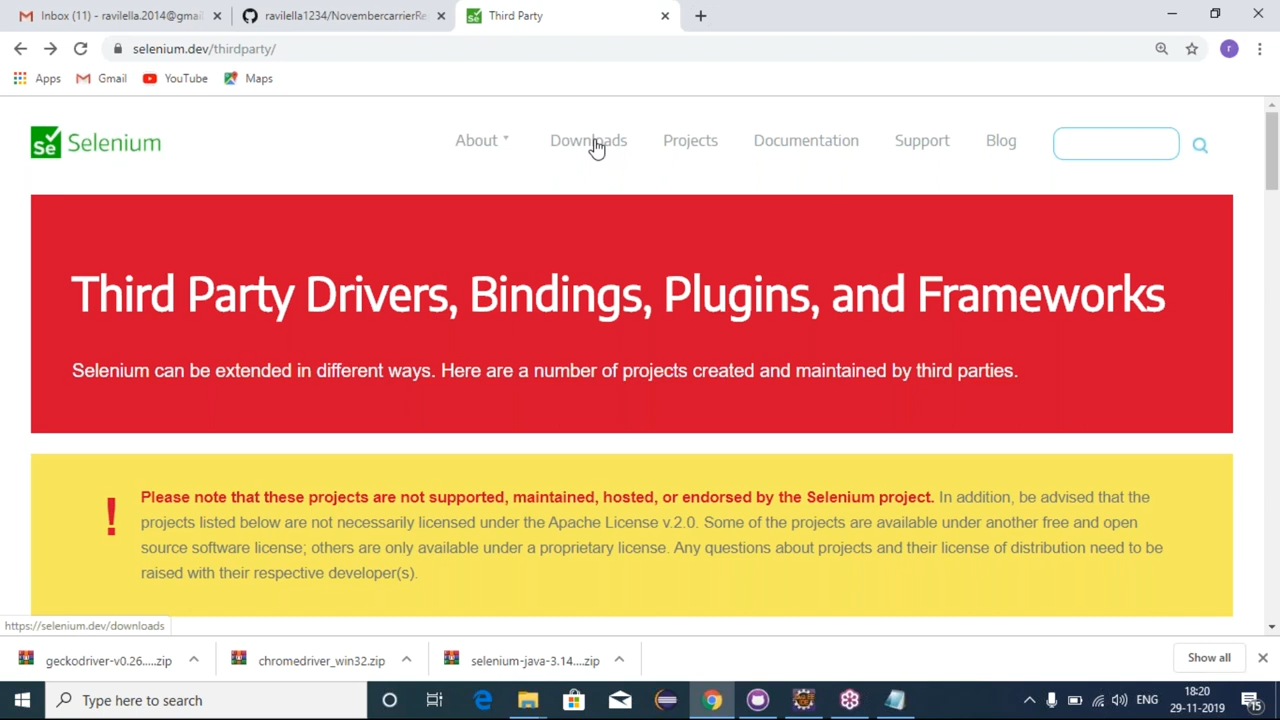 Inbox (11) - ravilella.2014@gmai
ravilella1234/NovembercarrierRe
Third Party
selenium.dev/thirdparty/
r
Apps
Gmail
YouTube
Maps
Se
Selenium
About
Downloads
Projects
Documentation
Support
Blog
Third Party Drivers, Bindings, Plugins, and Frameworks
Selenium can be extended in different ways. Here are a number of projects created and maintained by third parties.
!
Please note that these projects are not supported, maintained, hosted, or endorsed by the Selenium project. In addition, be advised that the
projects listed below are not necessarily licensed under the Apache License v.2.0. Some of the projects are available under another free and open
source software license; others are only available under a proprietary license. Any questions about projects and their license of distribution need to be
raised with their respective developer(s).
https://selenium.dev/downloads
geckodriver-v0.26.....zip
chromedriver_win32.zip
selenium-java-3.14....zip
Show all
Type here to search
ENG
18:20
29-11-2019
15